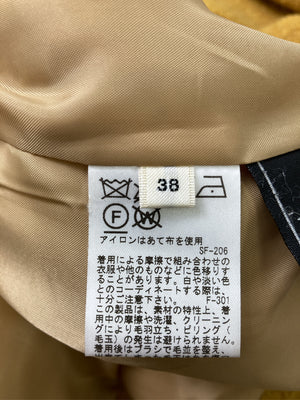 38
F
W
アイロンはあて布を使用
SF-206
着用による摩擦で組み合わせの
衣服や他のものなどに色移りす
ることがあります。白や淡い色
とのコーディネートする際は、
十分ご注意下さい。 F-301
この製品は、素材の特性上、着
用中の摩擦や洗濯、クリーニン
グにより毛羽立ち・ピリング(
毛玉)の発生は避けられません。
着用後はブラシで毛並を整え、